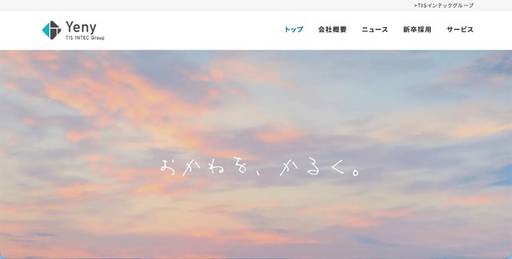 >TISインテックグループ
Yeny
TIS INTEC Group
トップ 会社概要 ニュース 新卒採用 サービス
おかねを、かるく。